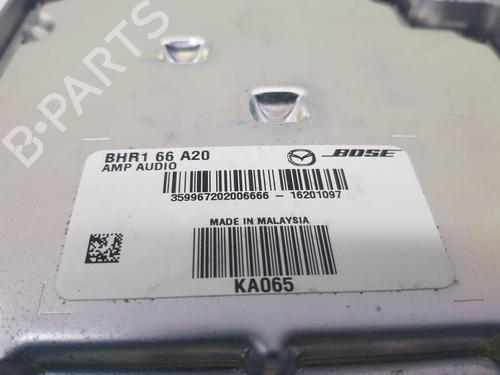 B-PARTS
BHR1 66 A20
AMP AUDIO
BOSE
359967202006666 - 16201097
MADE IN MALAYSIA
KA065